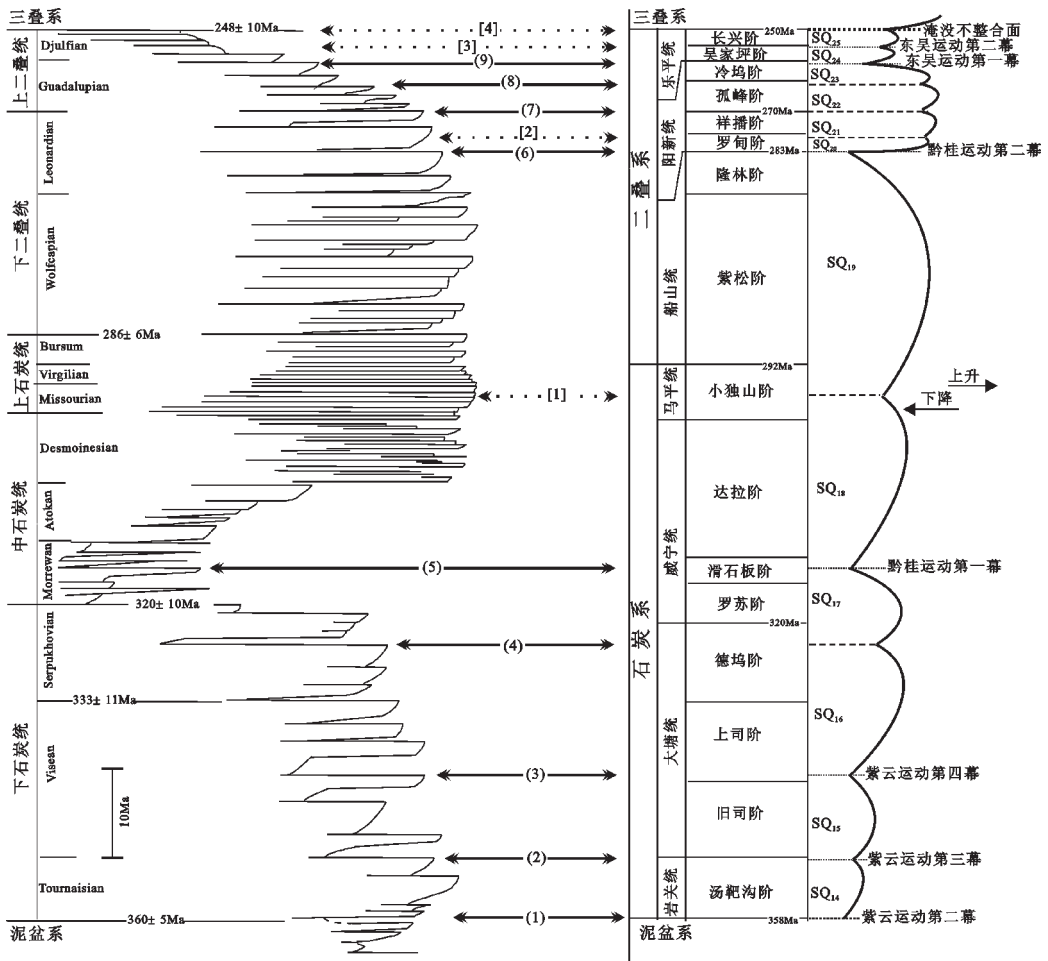 三叠系
248± 10Ma
上二叠统
Djulfian
Guadalupian
下二叠统
Leonardian
Wolfcapian
286± 6Ma
上石炭统
Bursum
Virgilian
Missourian
中石炭统
Desmoinesian
Atokan
Morrewan
320± 10Ma
下石炭统
Serpukhovian
333± 11Ma
Visean
10Ma
Tournaisian
360± 5Ma
泥盆系
[4]
[3]
(9)
(8)
(7)
[2]
(6)
[1]
(5)
(4)
(3)
(2)
(1)
三叠系
二叠系
石炭系
泥盆系
乐平统
阳新统
船山统
马平统
威宁统
大塘统
岩关统
长兴阶
吴家坪阶
冷坞阶
孤峰阶
祥播阶
罗甸阶
隆林阶
紫松阶
小独山阶
达拉阶
滑石板阶
罗苏阶
德坞阶
上司阶
旧司阶
汤耙沟阶
250Ma
270Ma
283Ma
292Ma
320Ma
358Ma
SQ24
SQ23
SQ22
SQ21
SQ19
SQ18
SQ17
SQ16
SQ15
SQ14
淹没不整合面
东吴运动第二幕
东吴运动第一幕
黔桂运动第二幕
上升
下降
黔桂运动第一幕
紫云运动第四幕
紫云运动第三幕
紫云运动第二幕